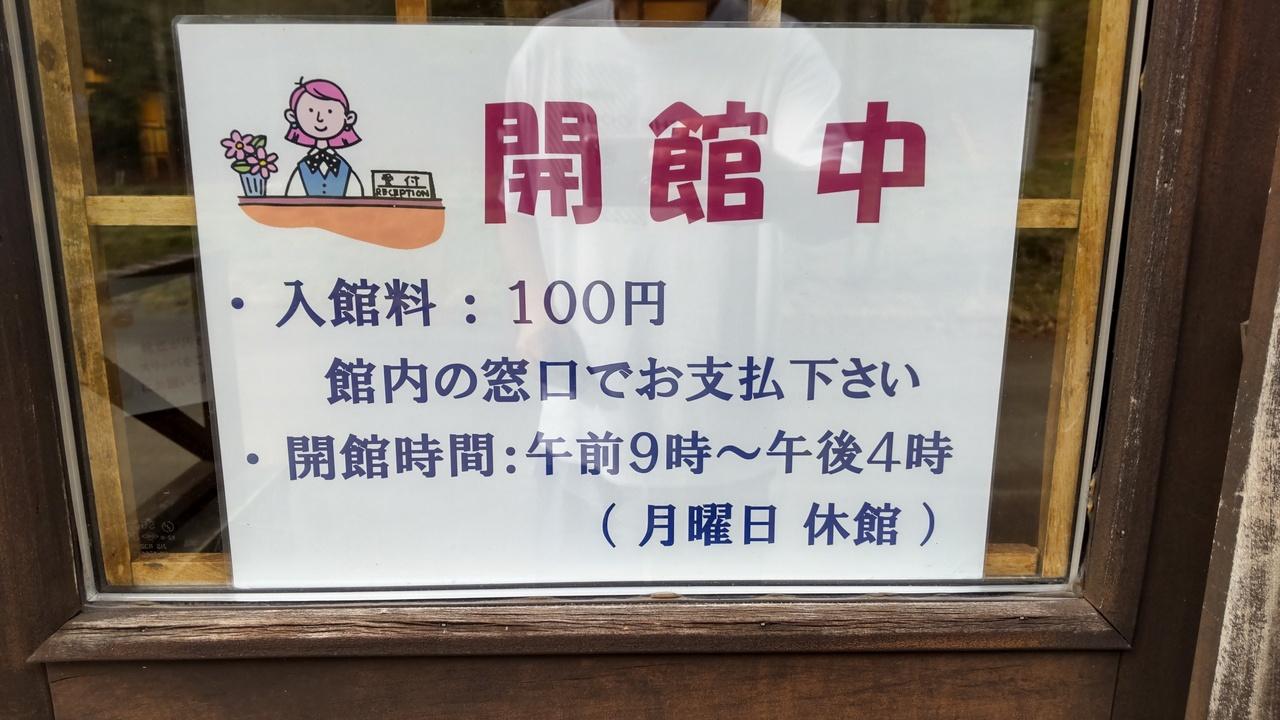 開館中
受付
RECEPTION
・入館料：100円
館内の窓口でお支払下さい
・開館時間：午前9時～午後4時
（月曜日 休館）